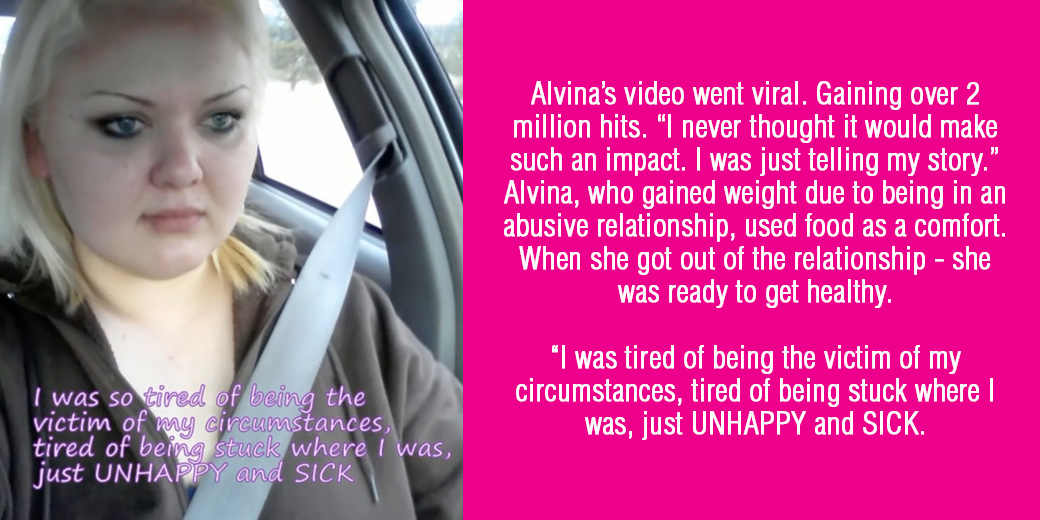 I was so tired of being the
victim of my circumstances,
tired of being stuck where I was,
just UNHAPPY and SICK
Alvina's video went viral. Gaining over 2
million hits. “I never thought it would make
such an impact. I was just telling my story.”
Alvina, who gained weight due to being in an
abusive relationship, used food as a comfort.
When she got out of the relationship - she
was ready to get healthy.
“I was tired of being the victim of my
circumstances, tired of being stuck where I
was, just UNHAPPY and SICK.